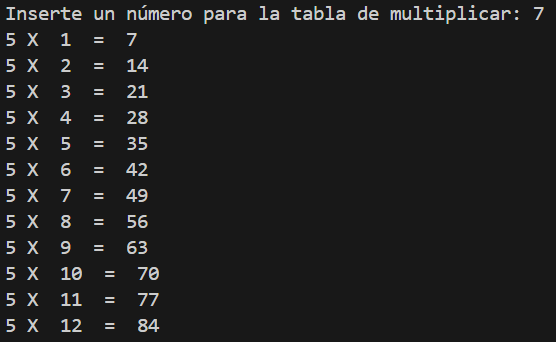 Inserte un número para la tabla de multiplicar: 7
5 X  1  =  7
5 X  2  =  14
5 X  3  =  21
5 X  4  =  28
5 X  5  =  35
5 X  6  =  42
5 X  7  =  49
5 X  8  =  56
5 X  9  =  63
5 X  10  =  70
5 X  11  =  77
5 X  12  =  84